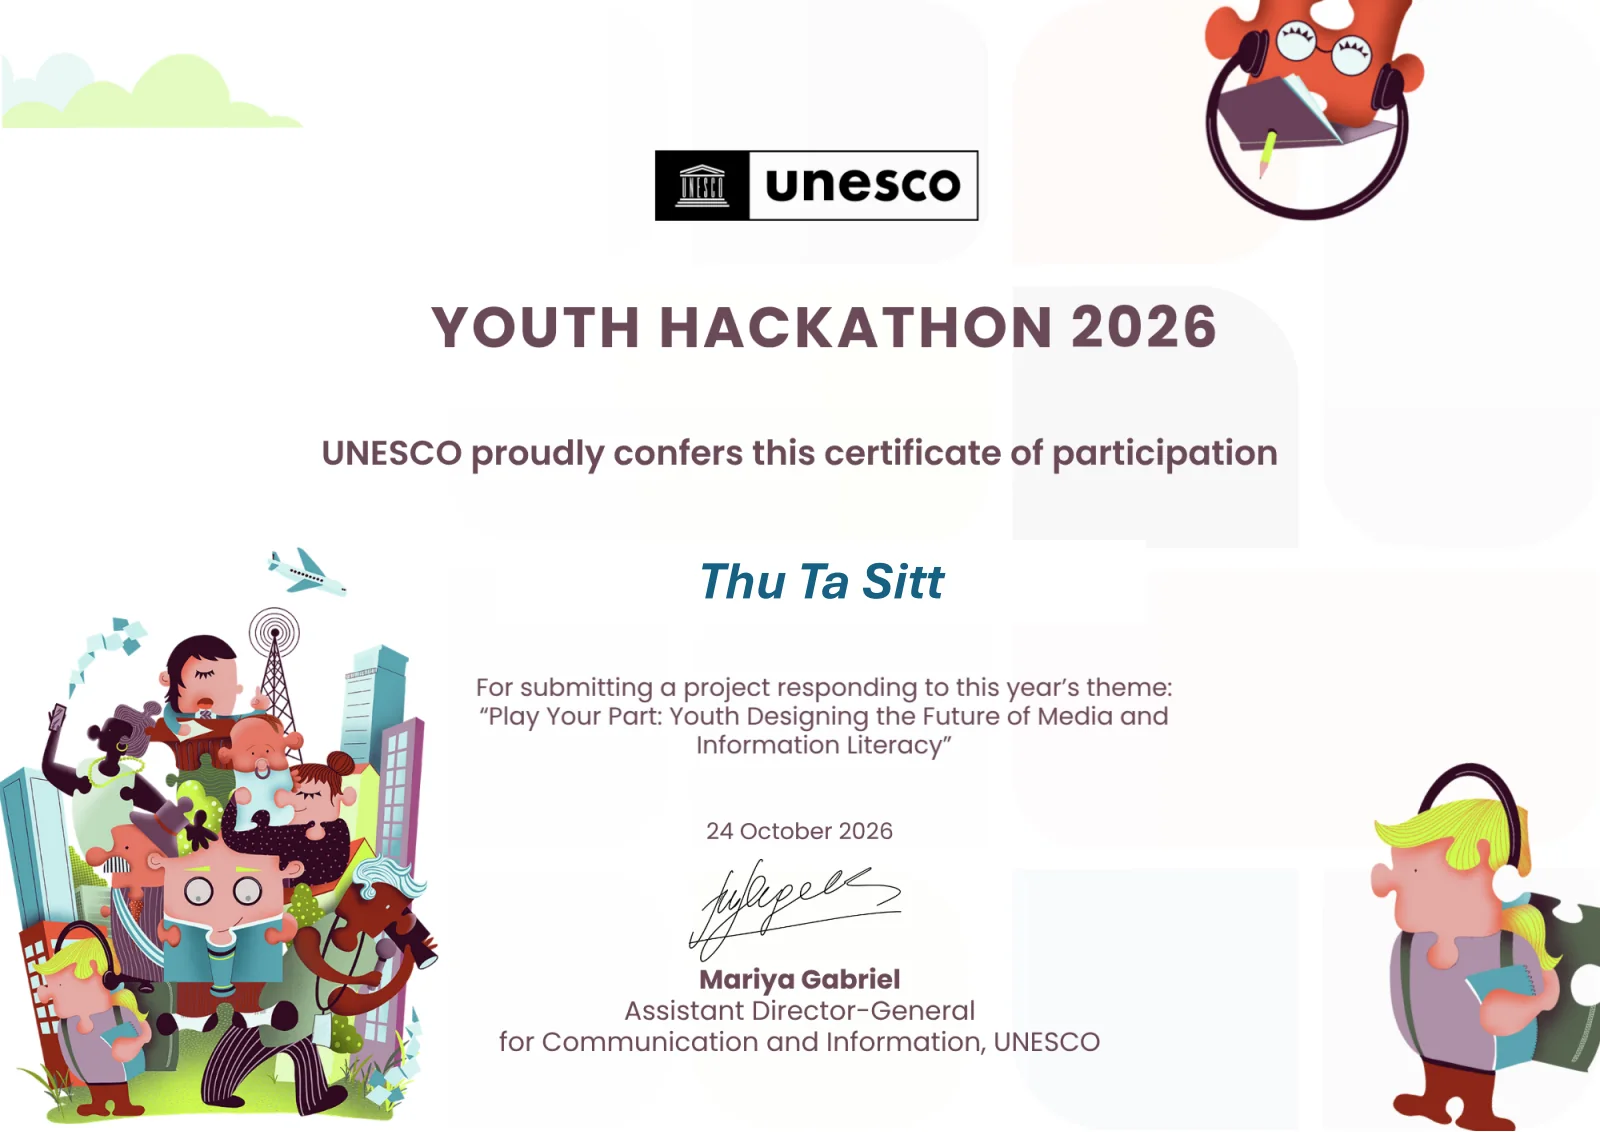 UNESCO
unesco
YOUTH HACKATHON 2026
UNESCO proudly confers this certificate of participation
Thu Ta Sitt
For submitting a project responding to this year’s theme:
“Play Your Part: Youth Designing the Future of Media and
Information Literacy”
24 October 2026
Mariya Gabriel
Assistant Director-General
for Communication and Information, UNESCO